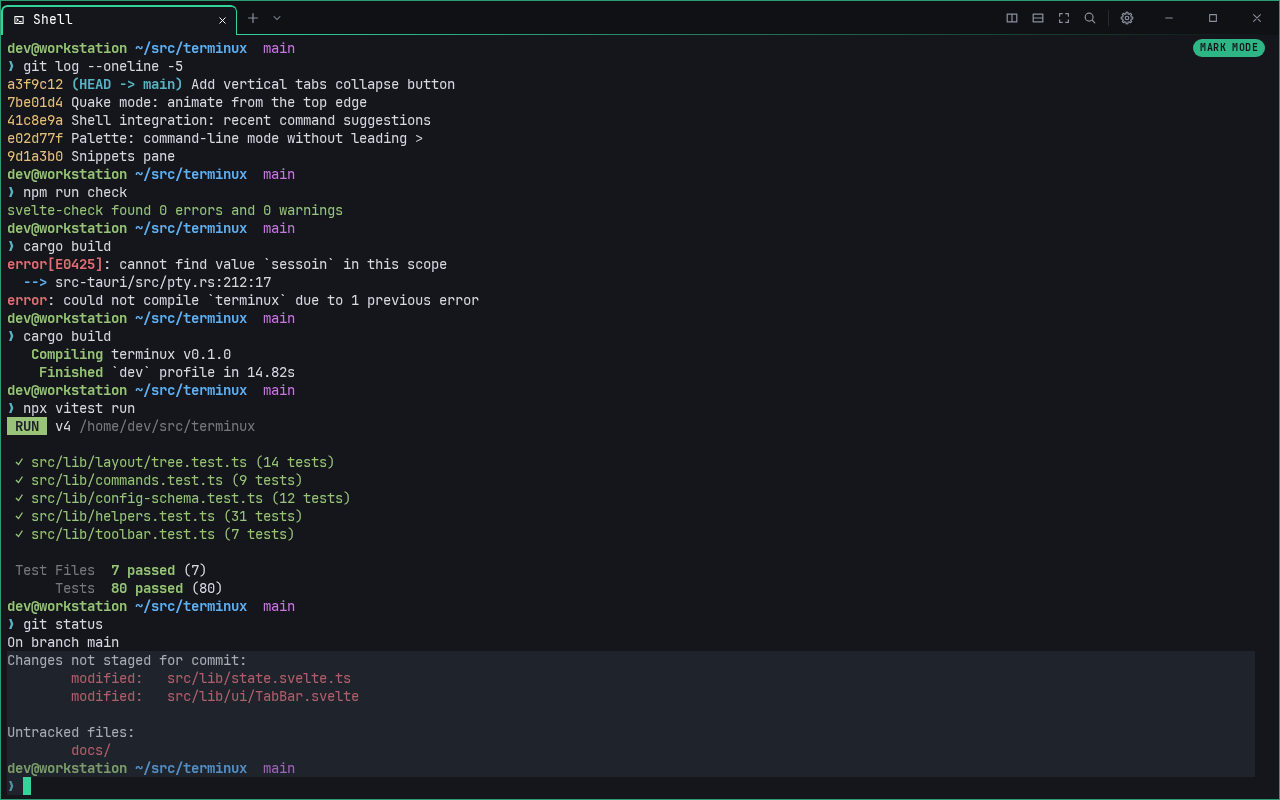 Shell
MARK MODE
dev@workstation ~/src/terminux  main
❯ git log --oneline -5
a3f9c12 (HEAD -> main) Add vertical tabs collapse button
7be01d4 Quake mode: animate from the top edge
41c8e9a Shell integration: recent command suggestions
e02d77f Palette: command-line mode without leading >
9d1a3b0 Snippets pane
dev@workstation ~/src/terminux  main
❯ npm run check
svelte-check found 0 errors and 0 warnings
dev@workstation ~/src/terminux  main
❯ cargo build
error[E0425]: cannot find value `sessoin` in this scope
  --> src-tauri/src/pty.rs:212:17
error: could not compile `terminux` due to 1 previous error
dev@workstation ~/src/terminux  main
❯ cargo build
   Compiling terminux v0.1.0
    Finished `dev` profile in 14.82s
dev@workstation ~/src/terminux  main
❯ npx vitest run
 RUN  v4 /home/dev/src/terminux
 ✓ src/lib/layout/tree.test.ts (14 tests)
 ✓ src/lib/commands.test.ts (9 tests)
 ✓ src/lib/config-schema.test.ts (12 tests)
 ✓ src/lib/helpers.test.ts (31 tests)
 ✓ src/lib/toolbar.test.ts (7 tests)
 Test Files  7 passed (7)
      Tests  80 passed (80)
dev@workstation ~/src/terminux  main
❯ git status
On branch main
Changes not staged for commit:
        modified:   src/lib/state.svelte.ts
        modified:   src/lib/ui/TabBar.svelte
Untracked files:
        docs/
dev@workstation ~/src/terminux  main
❯